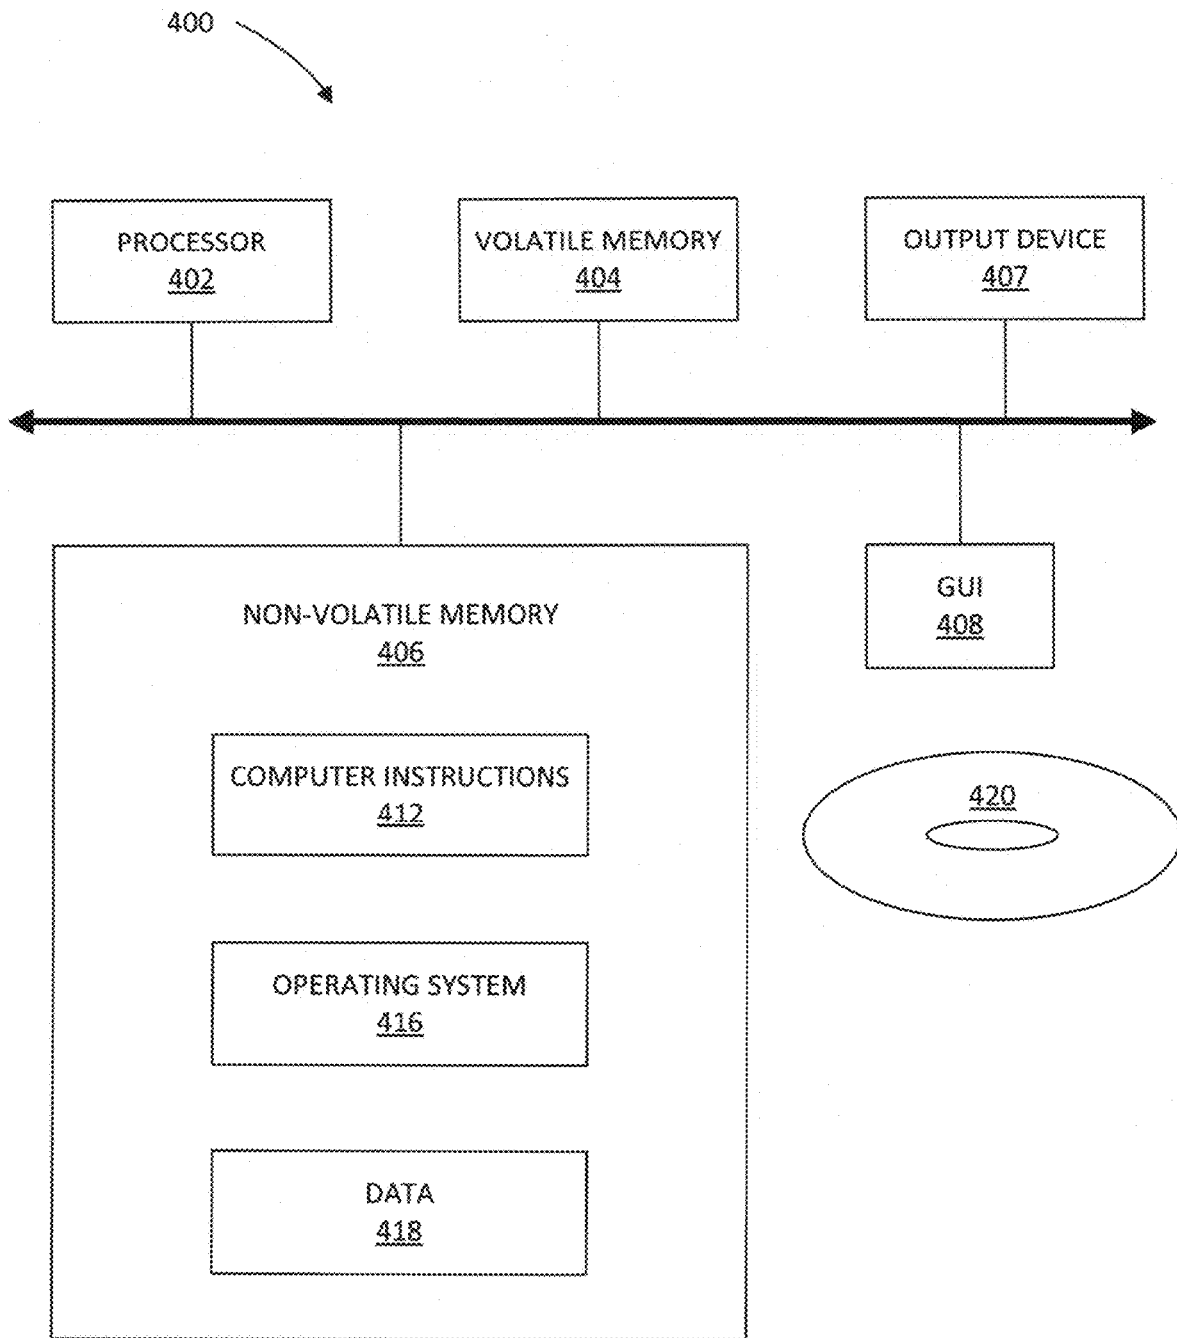 400
PROCESSOR
402
VOLATILE MEMORY
404
OUTPUT DEVICE
407
NON-VOLATILE MEMORY
406
GUI
408
COMPUTER INSTRUCTIONS
412
420
OPERATING SYSTEM
416
DATA
418